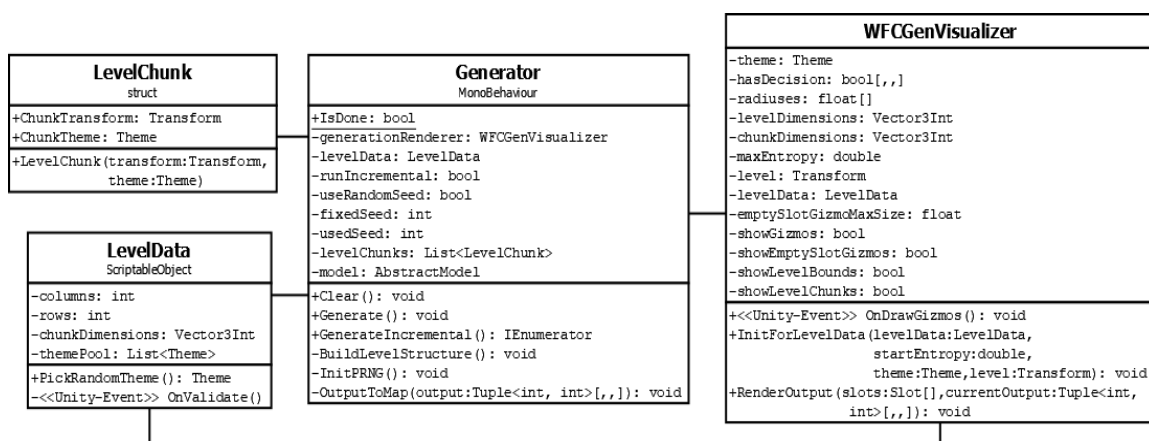 LevelChunk
struct
+ChunkTransform: Transform
+ChunkTheme: Theme
+LevelChunk(transform:Transform,
theme:Theme)
LevelData
ScriptableObject
-columns: int
-rows: int
-chunkDimensions: Vector3Int
-themePool: List<Theme>
+PickRandomTheme(): Theme
-<<Unity-Event>> OnValidate()
Generator
MonoBehaviour
+IsDone: bool
-generationRenderer: WFCGenVisualizer
-levelData: LevelData
-runIncremental: bool
-useRandomSeed: bool
-fixedSeed: int
-usedSeed: int
-levelChunks: List<LevelChunk>
-model: AbstractModel
+Clear(): void
+Generate(): void
+GenerateIncremental(): IEnumerator
-BuildLevelStructure(): void
-InitPRNG(): void
-OutputToMap(output:Tuple<int, int>[,,]): void
WFCGenVisualizer
-theme: Theme
-hasDecision: bool[,,]
-radiuses: float[]
-levelDimensions: Vector3Int
-chunkDimensions: Vector3Int
-maxEntropy: double
-level: Transform
-levelData: LevelData
-emptySlotGizmoMaxSize: float
-showGizmos: bool
-showEmptySlotGizmos: bool
-showLevelBounds: bool
-showLevelChunks: bool
+<<Unity-Event>> OnDrawGizmos(): void
+InitForLevelData(levelData:LevelData,
startEntropy:double,
theme:Theme,level:Transform): void
+RenderOutput(slots:Slot[],currentOutput:Tuple<int,
int>[,,]): void